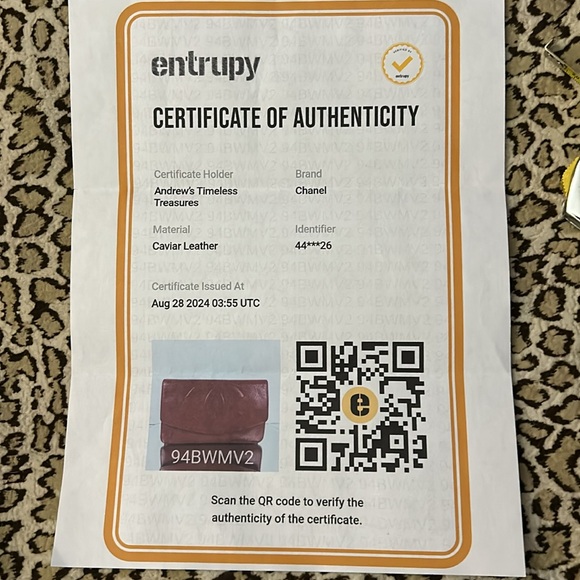 entrupy
entrupy
CERTIFICATE OF AUTHENTICITY
Certificate Holder
Brand
Andrew's Timeless
Treasures
Chanel
Material
Identifier
Caviar Leather
44***26
Certificate Issued At
Aug 28 2024 03:55 UTC
94BWMV2
Scan the QR code to verify the
authenticity of the certificate.